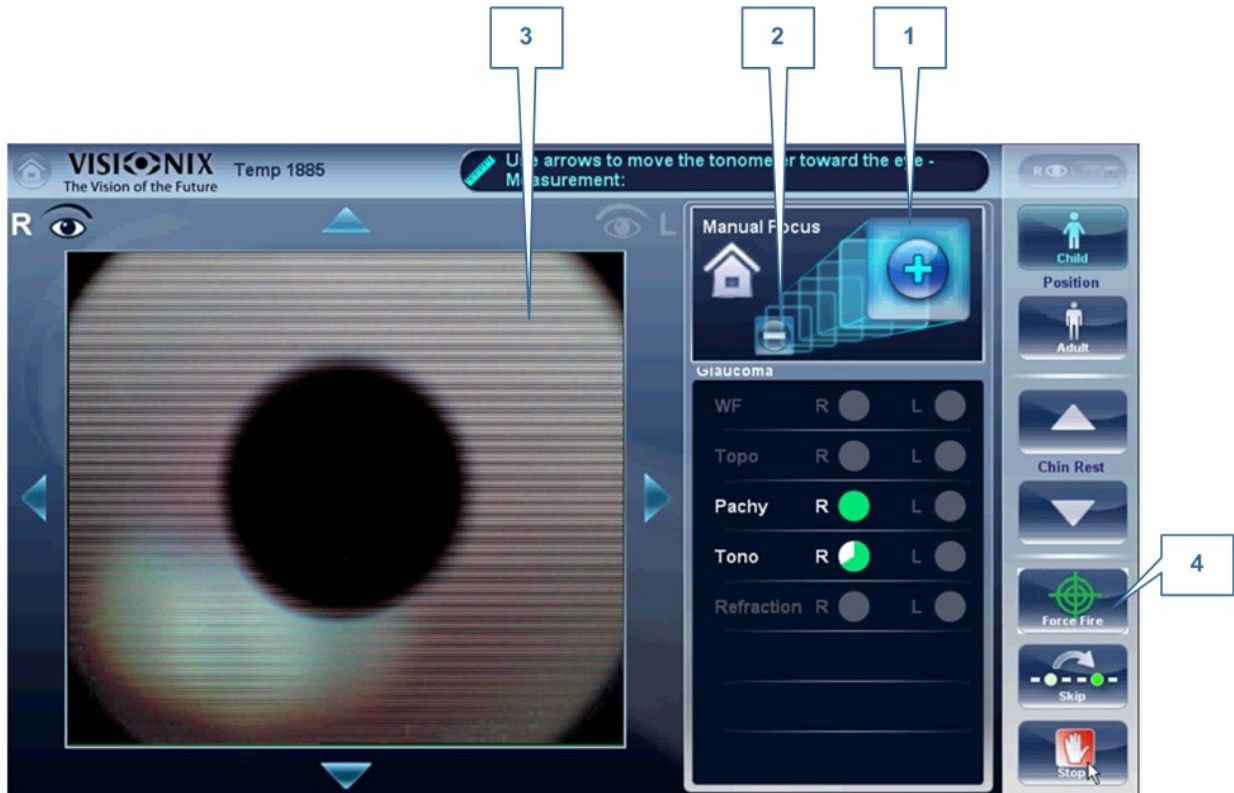 3
2
1
VISIONIX
The Vision of the Future
Temp 1885
Use arrows to move the tonometer toward the eye -
Measurement:
R
R
L
Manual Focus
Child
Position
Adult
Glaucoma
WF R L
Topo R L
Pachy R L
Tono R L
Refraction R L
Chin Rest
4
Force Fire
Skip
Stop